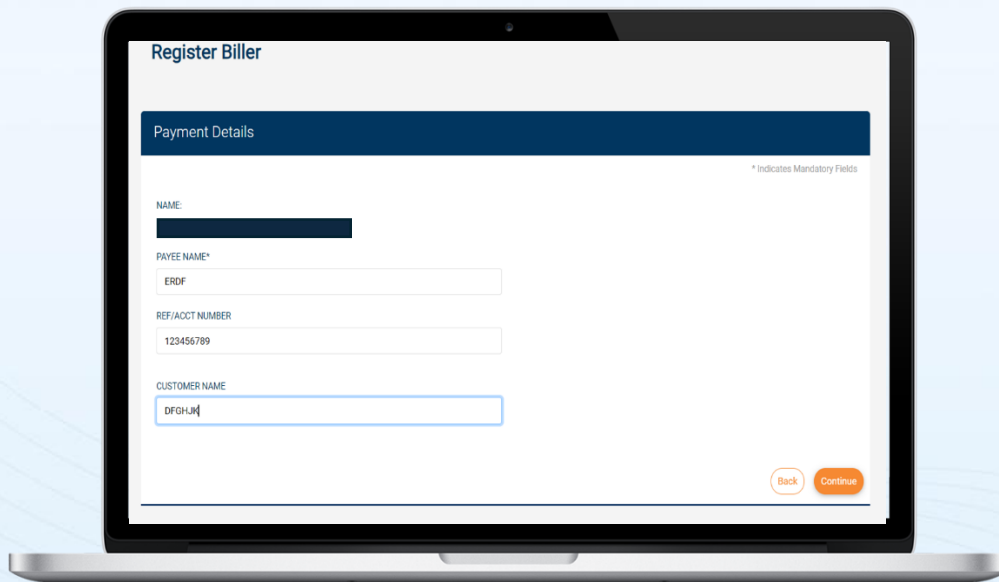 Register Biller
Payment Details
* Indicates Mandatory Fields
NAME:
PAYEE NAME*
ERDF
REF/ACCT NUMBER
123456789
CUSTOMER NAME
DFGHJK
Back Continue